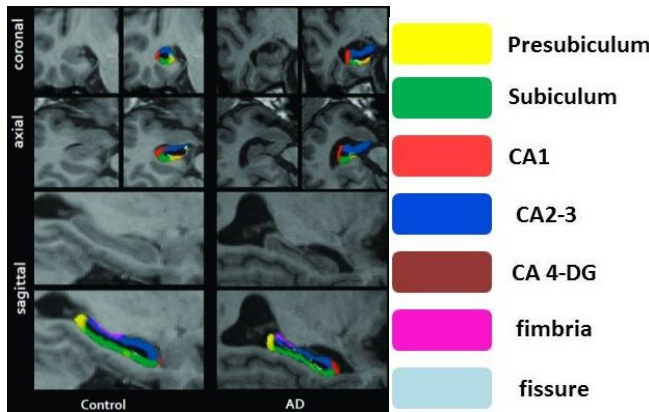 coronal
axial
sagittal
Control
AD
Presubiculum
Subiculum
CA1
CA2-3
CA 4-DG
fimbria
fissure